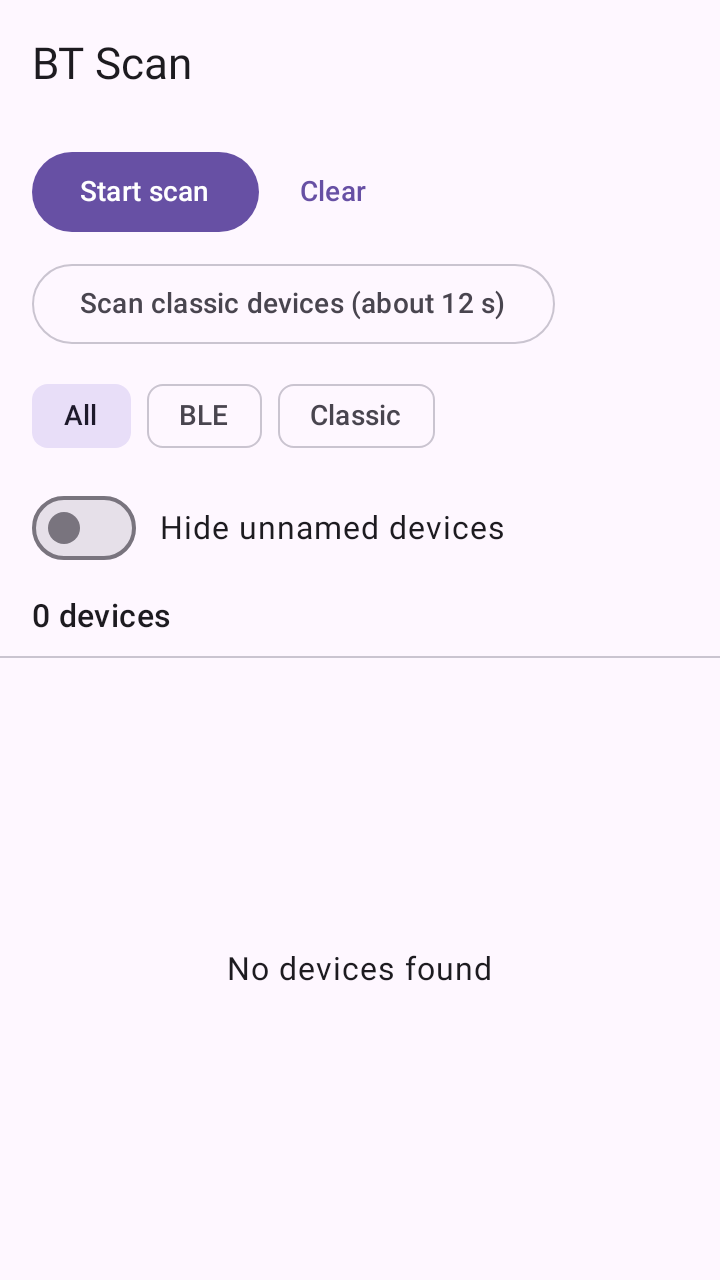 BT Scan
Start scan
Clear
Scan classic devices (about 12 s)
All
BLE
Classic
Hide unnamed devices
0 devices
No devices found